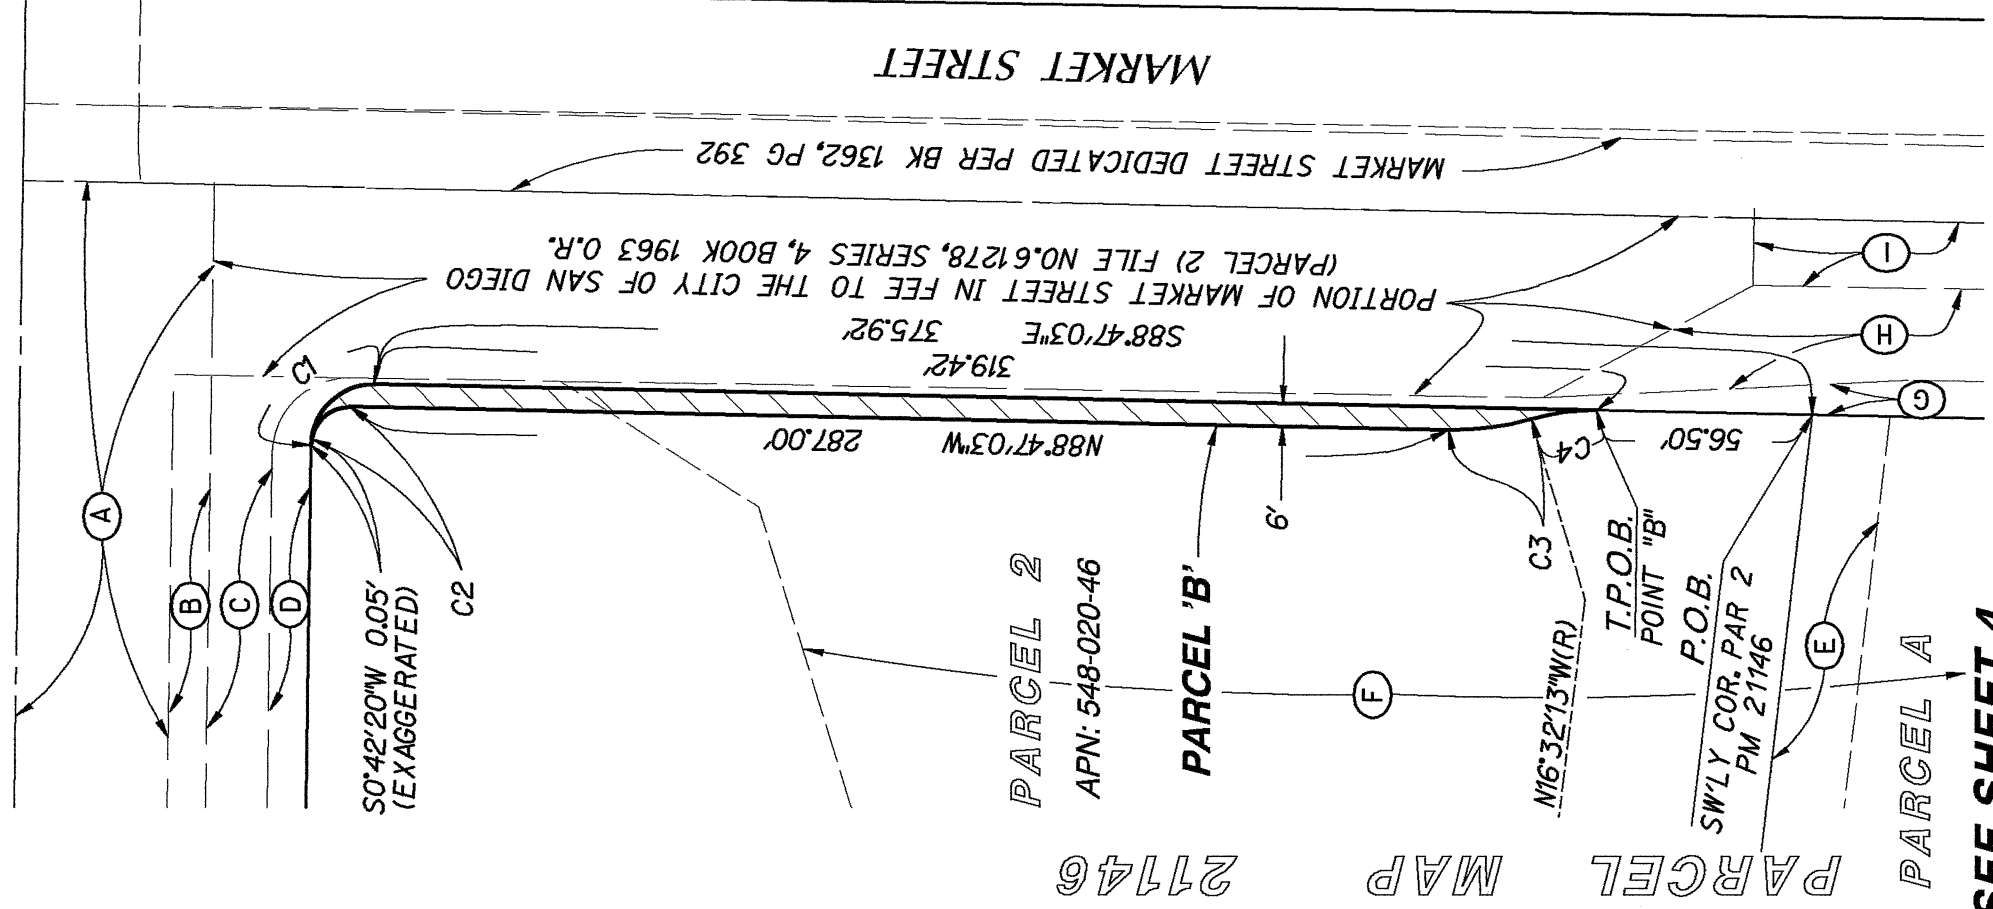 MARKET STREET
MARKET STREET DEDICATED PER BK 1362, PG 392
PORTION OF MARKET STREET IN FEE TO THE CITY OF SAN DIEGO
(PARCEL 2) FILE NO.61278, SERIES 4, BOOK 1963 O.R.
S88°47'03"E 375.92'
319.42'
C1
N88°47'03"W 287.00'
C4
56.50'
6'
A
B
C
D
S0°42'20"W 0.05'
(EXAGGERATED)
C2
PARCEL 2
APN: 548-020-46
PARCEL 'B'
C3
N16°32'13"W(R)
T.P.O.B.
POINT "B"
P.O.B.
SW'LY COR. PAR 2
PM 21146
E
F
G
H
I
PARCEL A
SEE SHEET 4
PARCEL MAP 21146